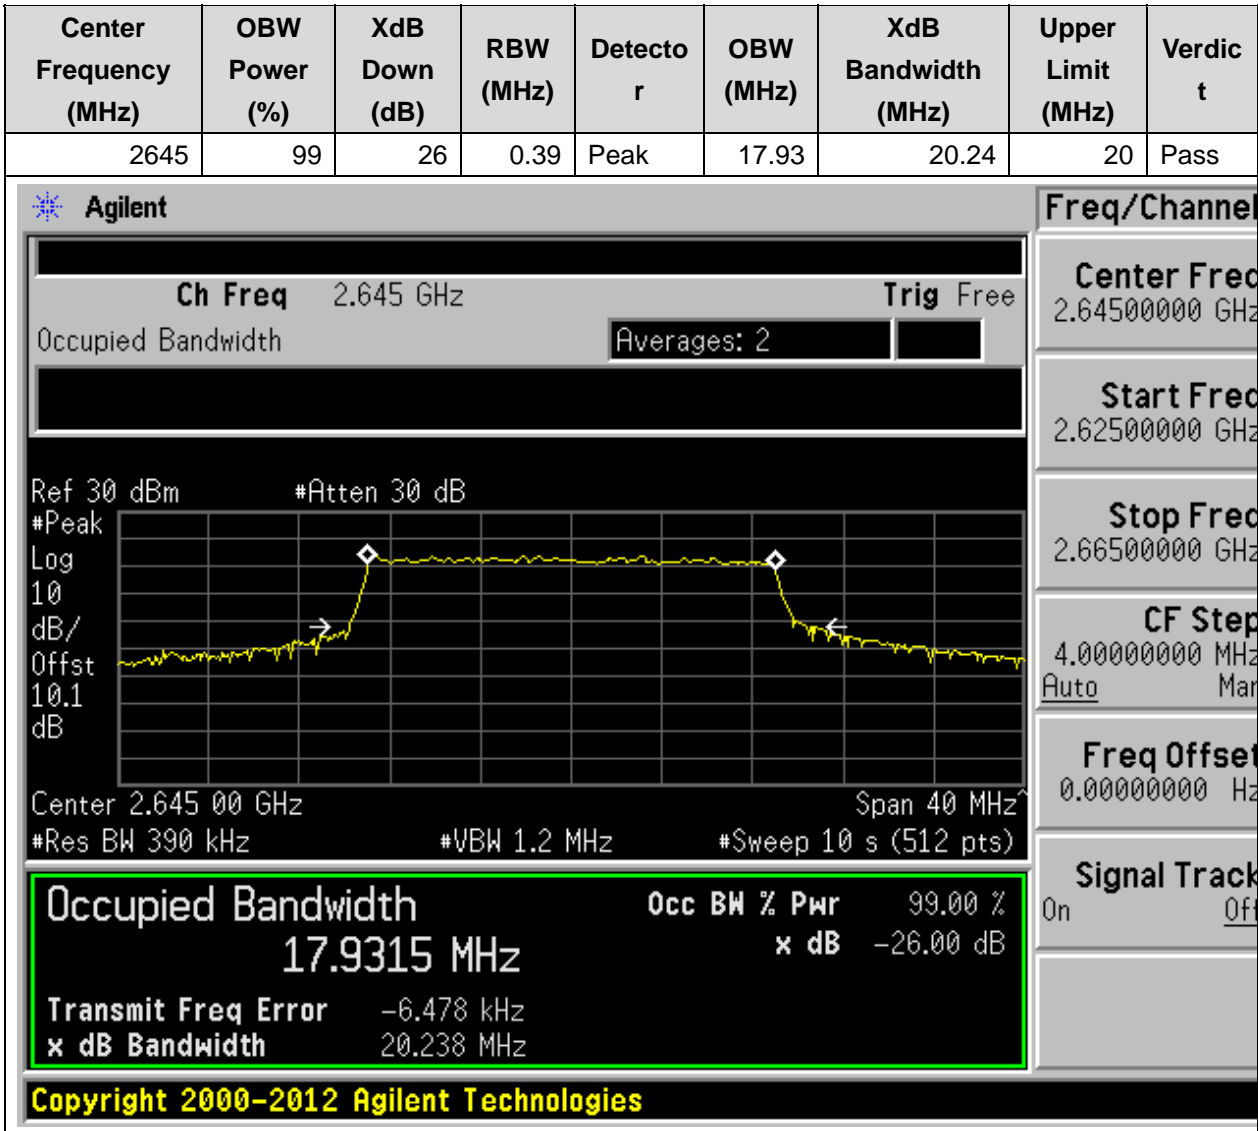 Center Frequency (MHz) OBW Power (%) XdB Down (dB) RBW (MHz) Detector OBW (MHz) XdB Bandwidth (MHz) Upper Limit (MHz) Verdict
2645 99 26 0.39 Peak 17.93 20.24 20 Pass
Agilent
Freq/Channel
Ch Freq 2.645 GHz Trig Free
Occupied Bandwidth Averages: 2
Center Freq
2.64500000 GHz
Start Freq
2.62500000 GHz
Stop Freq
2.66500000 GHz
CF Step
4.00000000 MHz
Auto Man
Freq Offset
0.00000000 Hz
Signal Track
On Off
Ref 30 dBm #Atten 30 dB
#Peak
Log
10
dB/
Offst
10.1
dB
Center 2.645 00 GHz Span 40 MHz^
#Res BW 390 kHz #VBW 1.2 MHz #Sweep 10 s (512 pts)
Occupied Bandwidth Occ BW % Pwr 99.00 %
17.9315 MHz x dB -26.00 dB
Transmit Freq Error -6.478 kHz
x dB Bandwidth 20.238 MHz
Copyright 2000-2012 Agilent Technologies